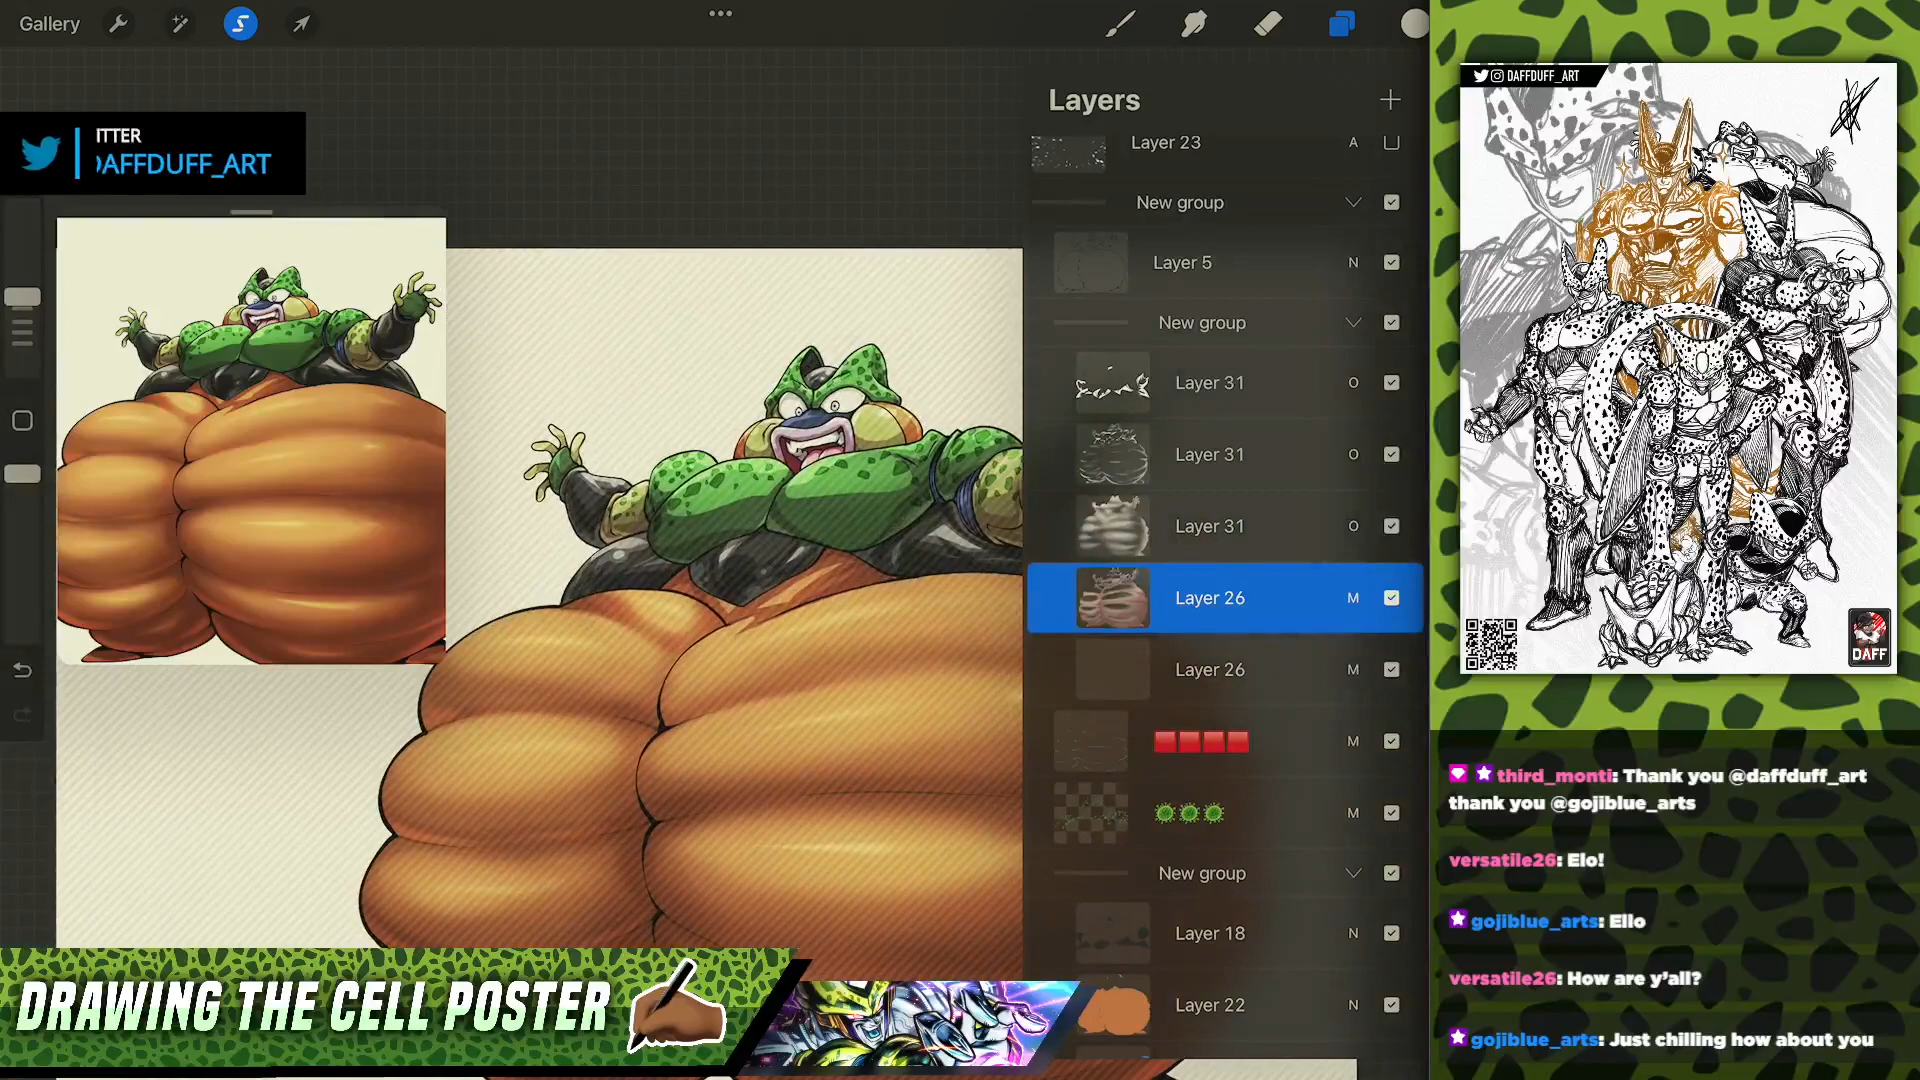 Gallery
ITTER
DAFFDUFF_ART
Layers
Layer 23 A
New group
Layer 5 N
New group
Layer 31 O
Layer 31 O
Layer 31 O
Layer 26 M
Layer 26 M
M
M
New group
Layer 18 N
Layer 22 N
DRAWING THE CELL POSTER
DAFFDUFF_ART
DAFF
third_monti: Thank you @daffduff_art
thank you @gojiblue_arts
versatile26: Elo!
gojiblue_arts: Ello
versatile26: How are y'all?
gojiblue_arts: Just chilling how about you